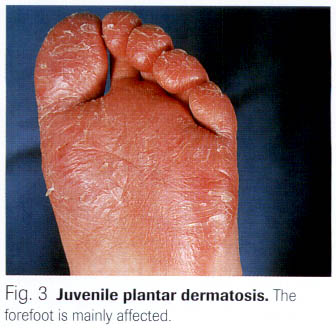 Fig. 3 Juvenile plantar dermatosis. The
forefoot is mainly affected.